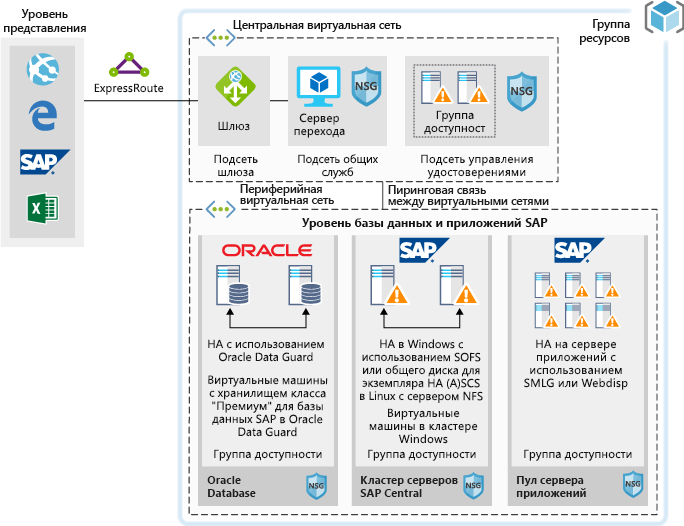 Уровень
представления
SAP
ExpressRoute
Группа
ресурсов
Центральная виртуальная сеть
Шлюз
Подсеть
шлюза
Сервер
перехода
NSG
Подсеть общих
служб
Группа
доступност
NSG
Подсеть управления
удостоверениями
Периферийная
виртуальная сеть
Пиринговая связь
между виртуальными сетями
Уровень базы данных и приложений SAP
ORACLE
HA с использованием
Oracle Data Guard
Виртуальные машины
с хранилищем класса
"Премиум" для базы
данных SAP в Oracle
Data Guard
Группа доступности
Oracle
Database
NSG
SAP
HA в Windows с
использованием SOFS
или общего диска для
экземпляра HA (A)SCS
в Linux с сервером NFS
Виртуальные
машины в кластере
Windows
Группа доступности
Кластер серверов
SAP Central
NSG
SAP
HA на сервере
приложений с
использованием
SMLG или Webdisp
Группа доступности
Пул сервера
приложений
NSG